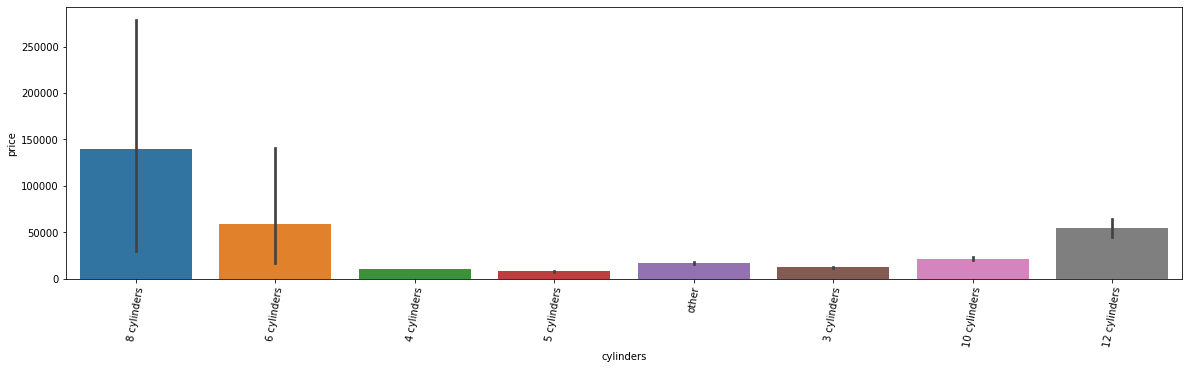 price
250000
200000
150000
100000
50000
0
8 cylinders
6 cylinders
4 cylinders
5 cylinders
other
3 cylinders
10 cylinders
12 cylinders
cylinders